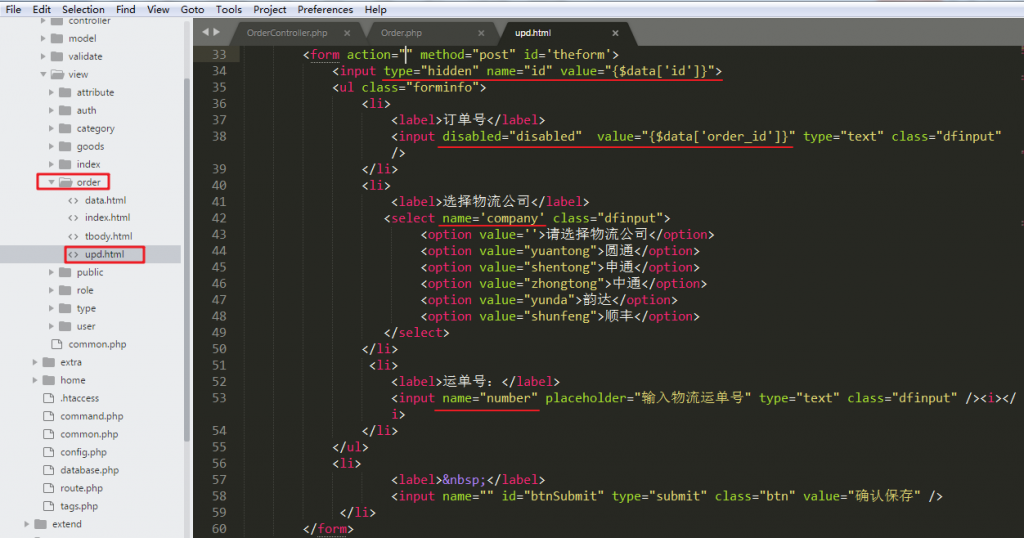 File Edit Selection Find View Goto Tools Project Preferences Help
controller
model
validate
view
attribute
auth
category
goods
index
order
data.html
index.html
tbody.html
upd.html
public
role
type
user
common.php
extra
home
.htaccess
command.php
common.php
config.php
database.php
route.php
tags.php
extend
OrderController.php × Order.php × upd.html ×
33 <form action="" method="post" id='theform'>
34 <input type="hidden" name="id" value="{$data['id']}">
35 <ul class="forminfo">
36 <li>
37 <label>订单号</label>
38 <input disabled="disabled"  value="{$data['order_id']}" type="text" class="dfinput"
/>
39 </li>
40 <li>
41 <label>选择物流公司</label>
42 <select name='company' class="dfinput">
43 <option value=''>请选择物流公司</option>
44 <option value="yuantong">圆通</option>
45 <option value="shentong">申通</option>
46 <option value="zhongtong">中通</option>
47 <option value="yunda">韵达</option>
48 <option value="shunfeng">顺丰</option>
49 </select>
50 </li>
51 <li>
52 <label>运单号：</label>
53 <input name="number" placeholder="输入物流运单号" type="text" class="dfinput" /><i></
i>
54 </li>
55 </ul>
56 <li>
57 <label>&nbsp;</label>
58 <input name="" id="btnSubmit" type="submit" class="btn" value="确认保存" />
59 </li>
60 </form>